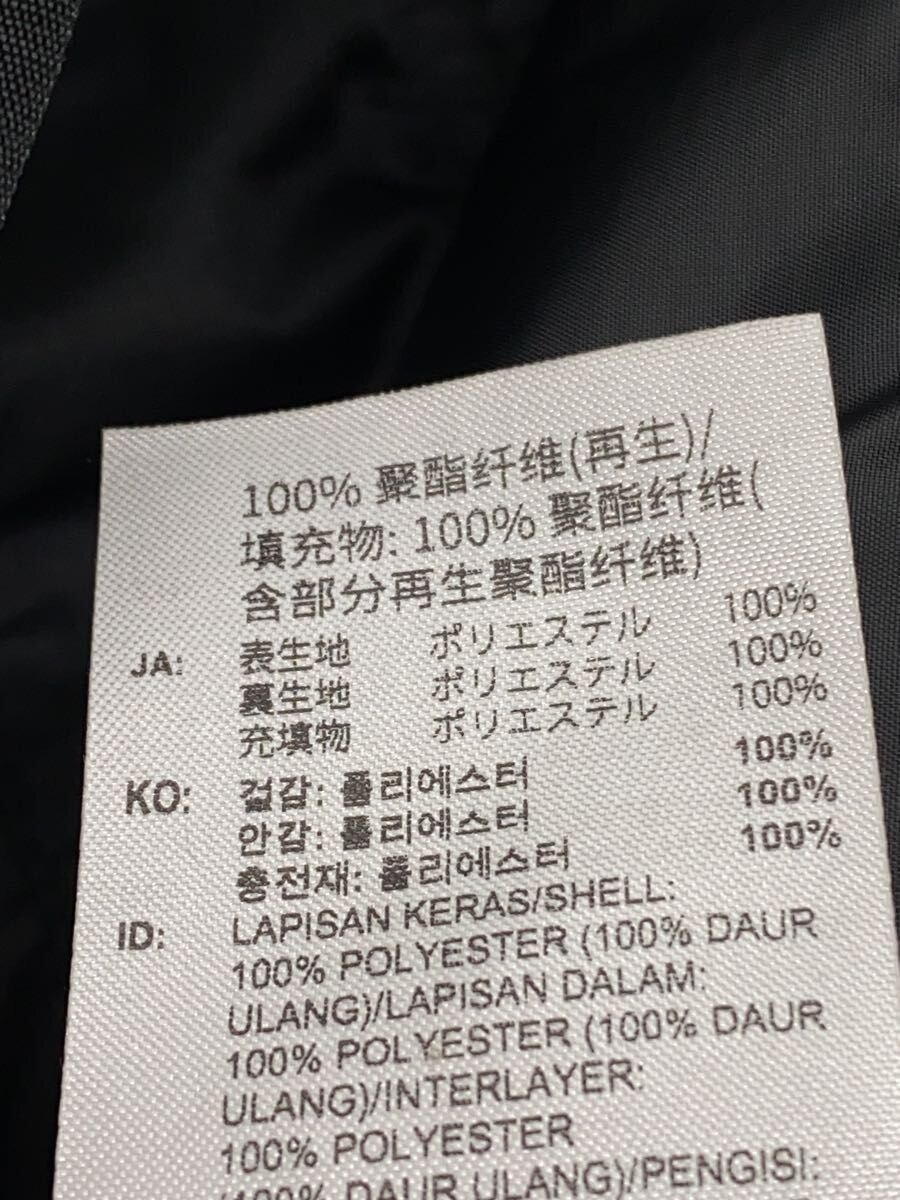 100% 聚酯纤维(再生)/
填充物: 100% 聚酯纤维(
含部分再生聚酯纤维)
JA: 表生地 ポリエステル 100%
裏生地 ポリエステル 100%
充填物 ポリエステル 100%
KO: 겉감: 폴리에스터 100%
안감: 폴리에스터 100%
충전재: 폴리에스터 100%
ID: LAPISAN KERAS/SHELL:
100% POLYESTER (100% DAUR
ULANG)/LAPISAN DALAM:
100% POLYESTER (100% DAUR
ULANG)/INTERLAYER:
100% POLYESTER
(100% DAUR ULANG)/PENGISI: